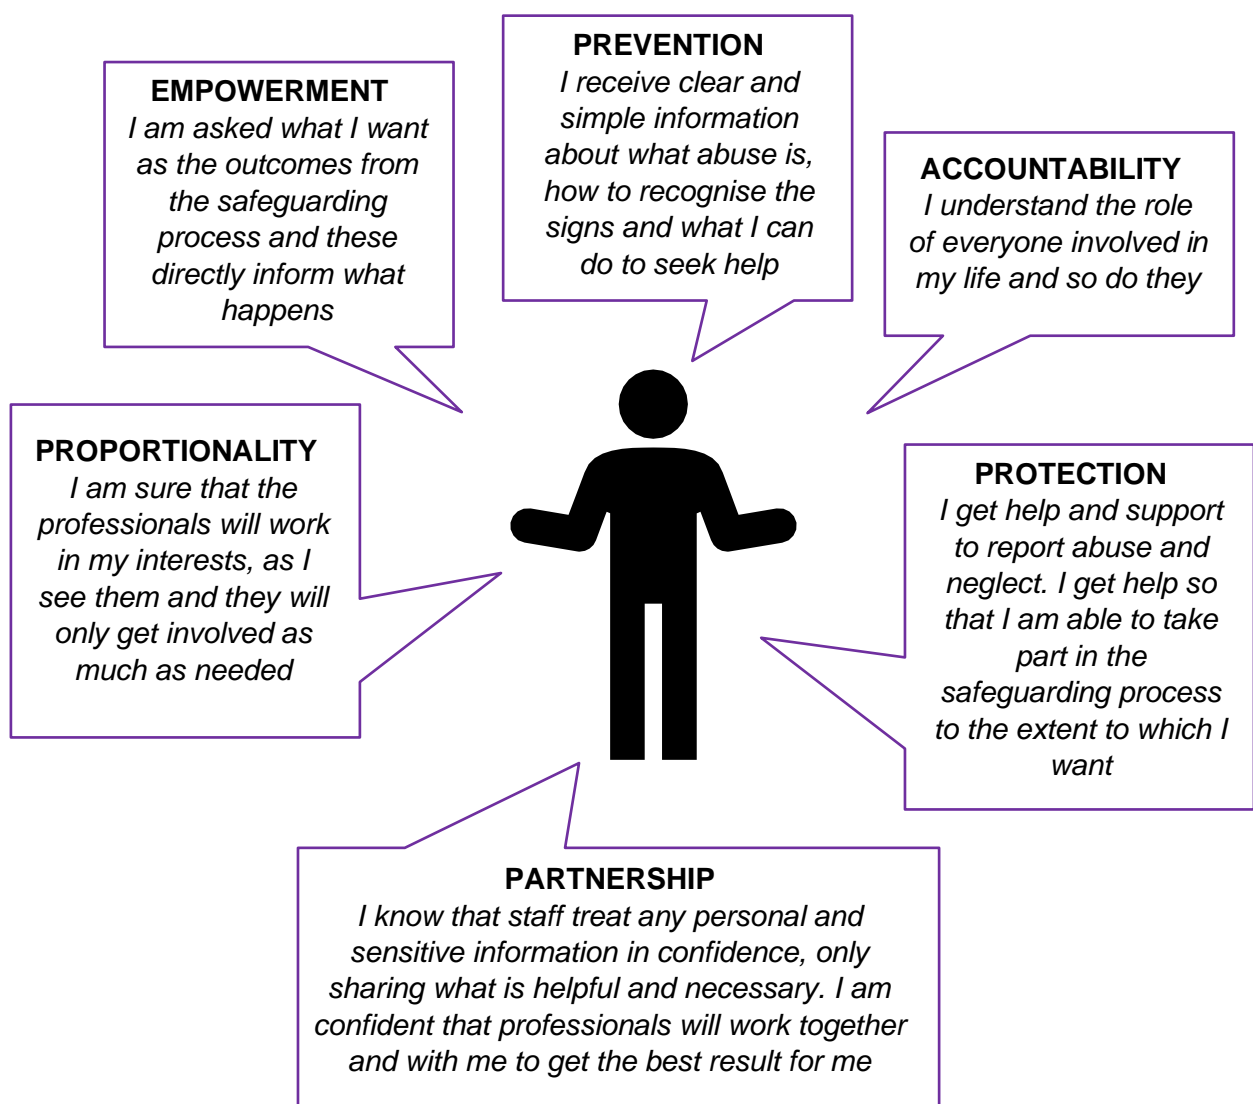 EMPOWERMENT
I am asked what I want
as the outcomes from
the safeguarding
process and these
directly inform what
happens
PREVENTION
I receive clear and
simple information
about what abuse is,
how to recognise the
signs and what I can
do to seek help
ACCOUNTABILITY
I understand the role
of everyone involved in
my life and so do they
PROPORTIONALITY
I am sure that the
professionals will work
in my interests, as I
see them and they will
only get involved as
much as needed
PROTECTION
I get help and support
to report abuse and
neglect. I get help so
that I am able to take
part in the
safeguarding process
to the extent to which I
want
PARTNERSHIP
I know that staff treat any personal and
sensitive information in confidence, only
sharing what is helpful and necessary. I am
confident that professionals will work together
and with me to get the best result for me